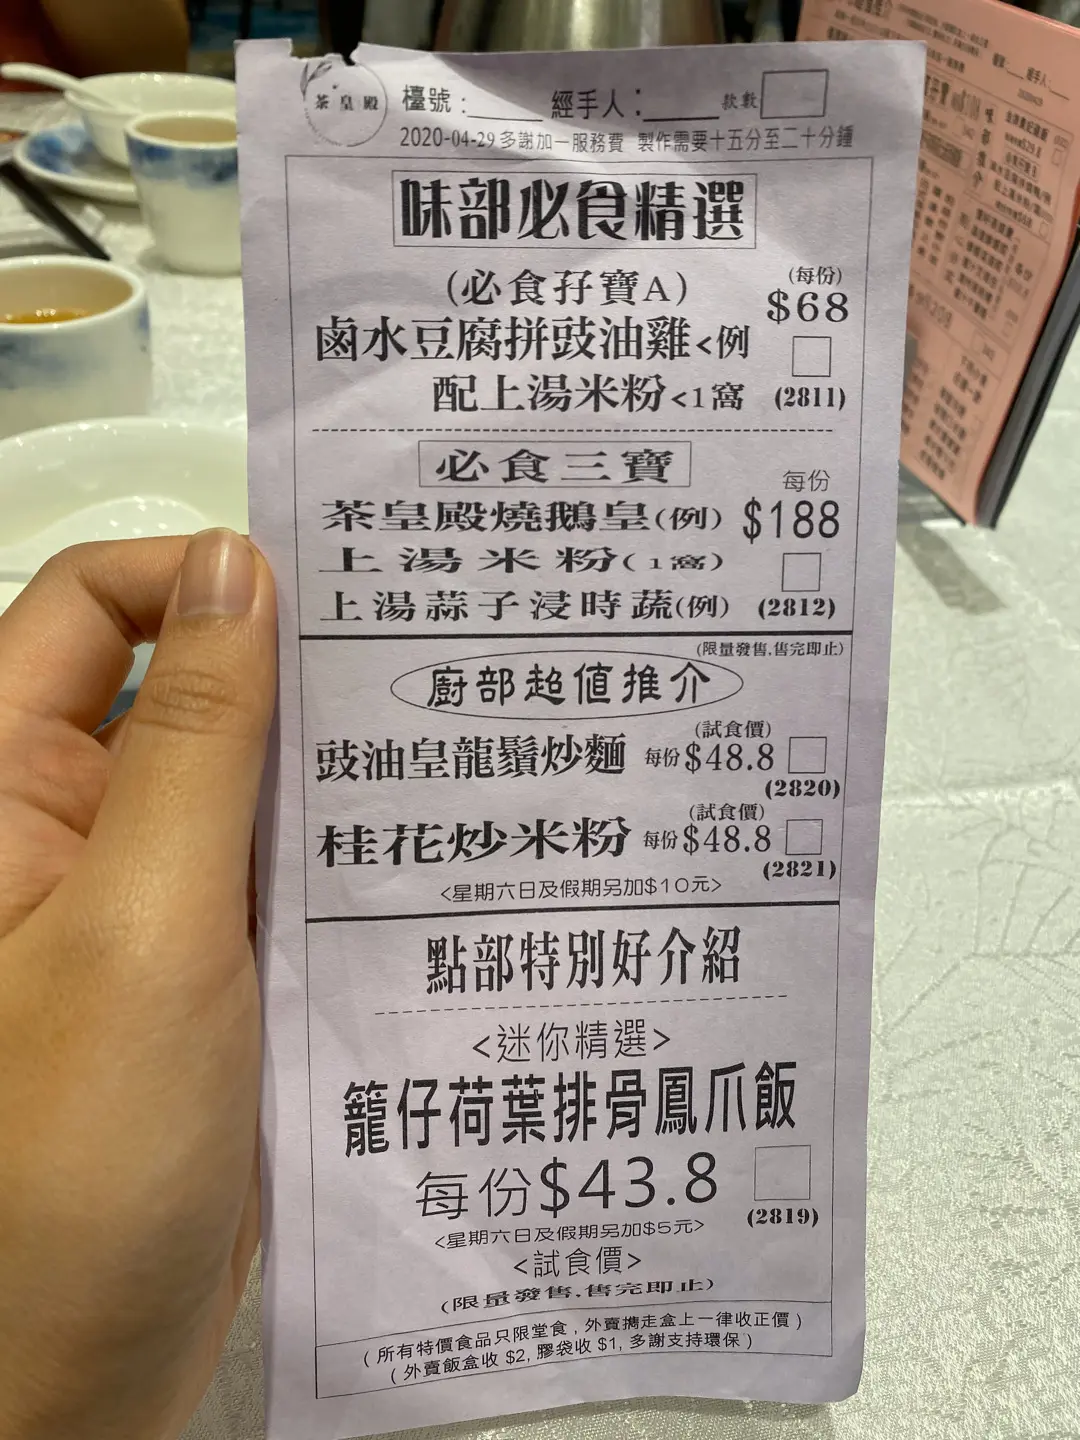 茶皇殿 檯號：____ 經手人：____ 款數
2020-04-29 多謝加一服務費 製作需要十五分至二十分鐘
味部必食精選
(必食孖寶A) (每份)
$68
鹵水豆腐拼豉油雞<例
配上湯米粉<1窩 (2811)
必食三寶 每份
茶皇殿燒鵝皇(例) $188
上湯米粉(1窩)
上湯蒜子浸時蔬(例) (2812)
(限量發售,售完即止)
廚部超值推介
(試食價)
豉油皇龍鬚炒麵 每份$48.8
(2820)
(試食價)
桂花炒米粉 每份$48.8
(2821)
<星期六日及假期另加$10元>
點部特別好介紹
<迷你精選>
籠仔荷葉排骨鳳爪飯
每份$43.8
(2819)
<星期六日及假期另加$5元>
<試食價>
(限量發售,售完即止)
(所有特價食品只限堂食,外賣攜走盒上一律收正價)
(外賣飯盒收 $2, 膠袋收 $1, 多謝支持環保)